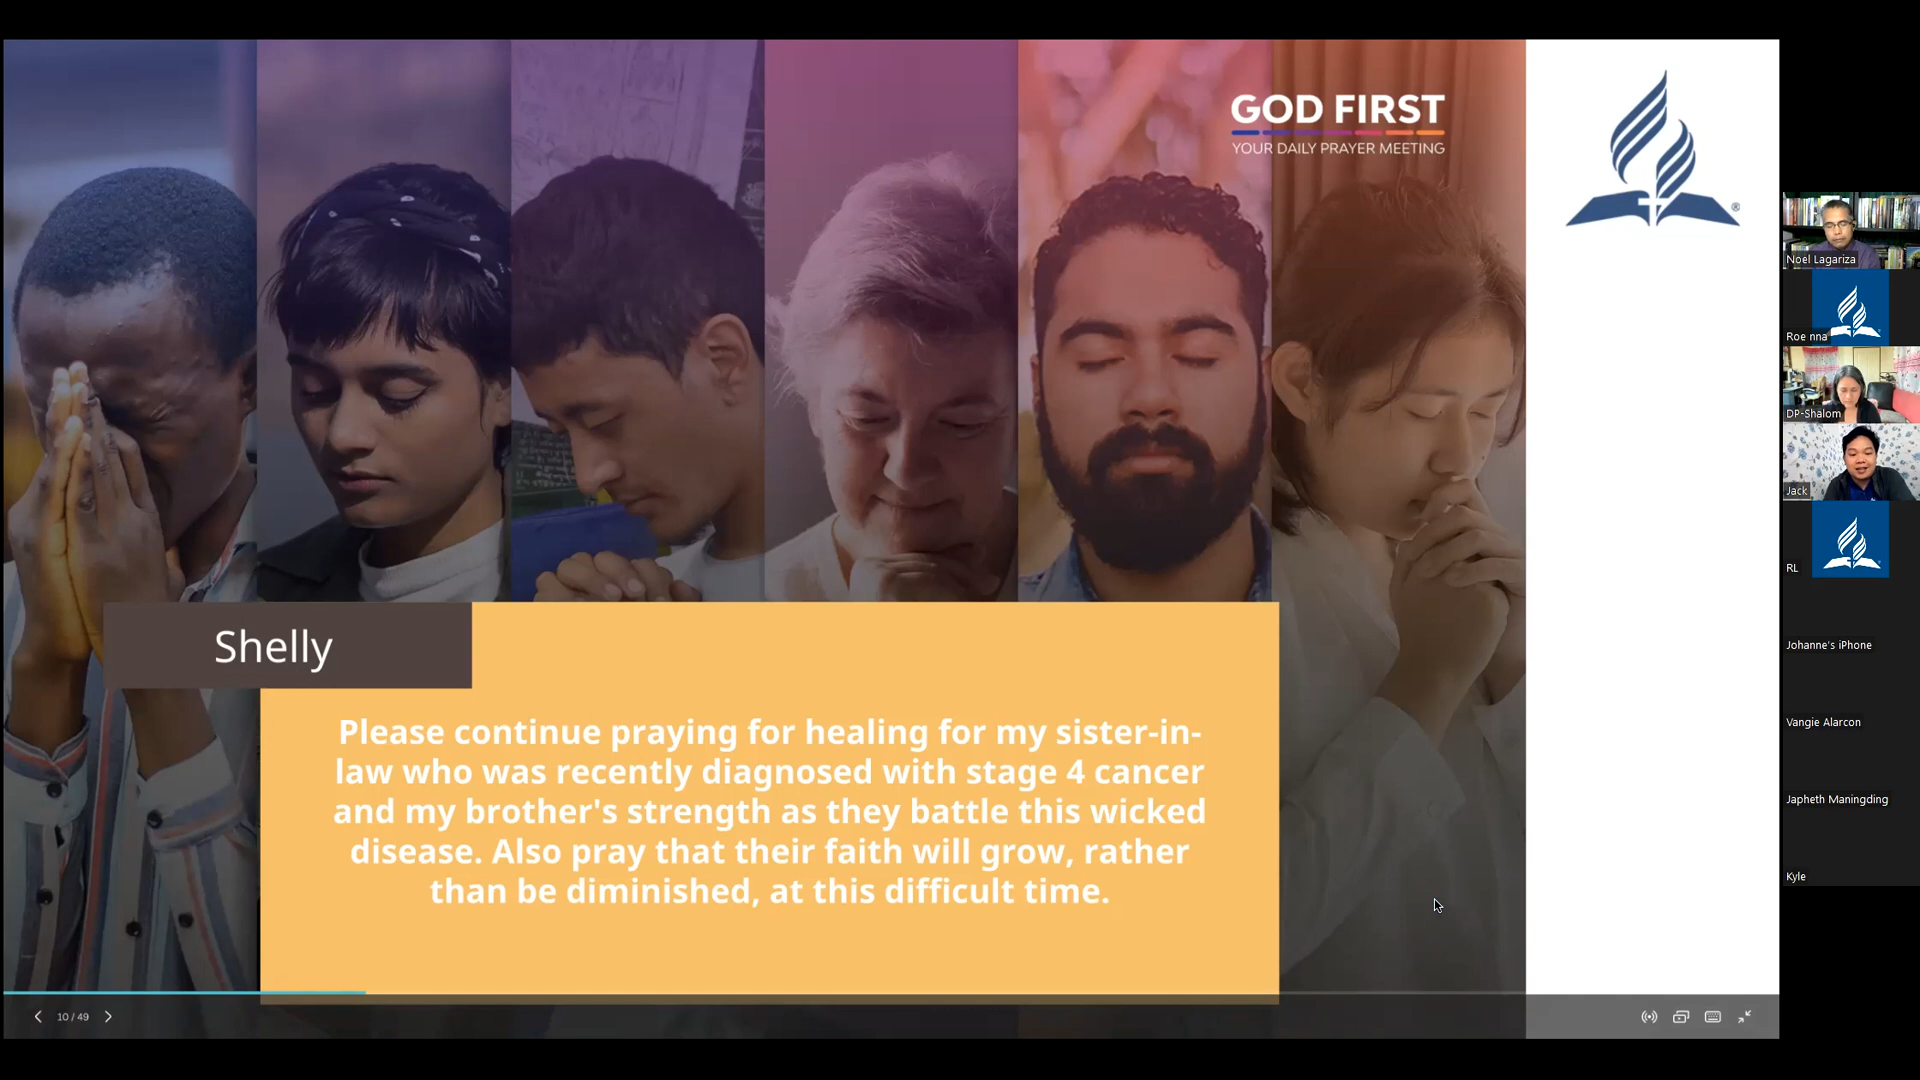 GOD FIRST
YOUR DAILY PRAYER MEETING
®
Noel Lagariza
Roe nna
DP-Shalom
Jack
RL
Johanne's iPhone
Vangie Alarcon
Japheth Maningding
Kyle
Shelly
Please continue praying for healing for my sister-in-
law who was recently diagnosed with stage 4 cancer
and my brother's strength as they battle this wicked
disease. Also pray that their faith will grow, rather
than be diminished, at this difficult time.
10 / 49